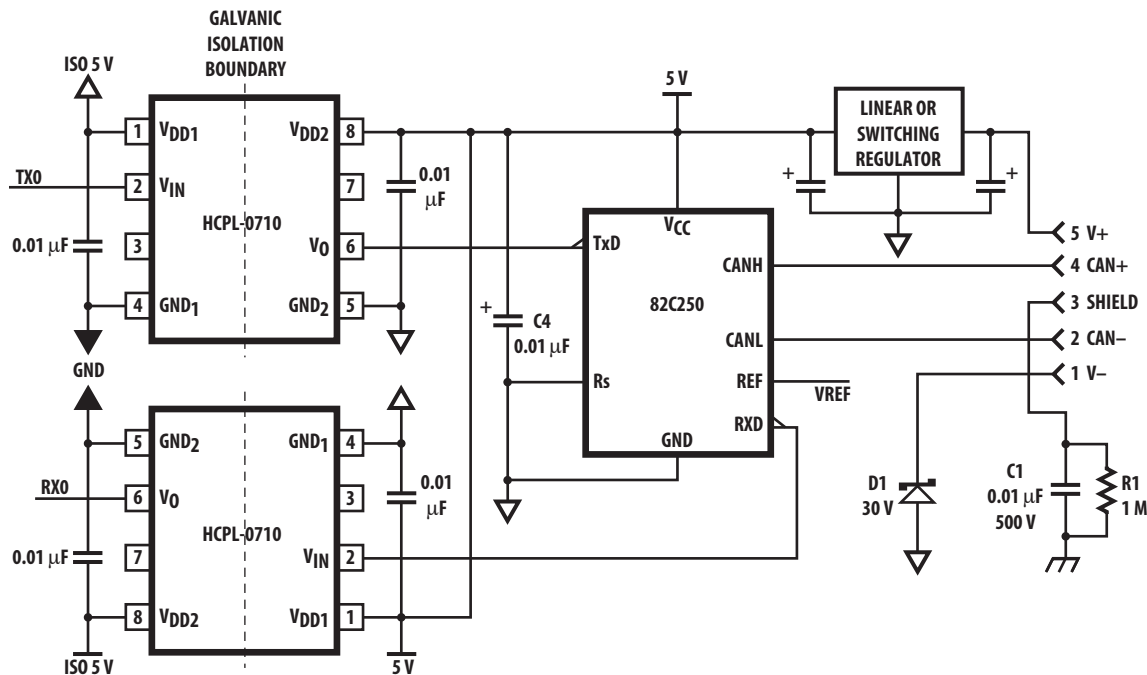 GALVANIC
ISOLATION
BOUNDARY
ISO 5 V
1 VDD1
VDD2 8
TX0
2 VIN
7
HCPL-0710
0.01 μF
3
VO 6
4 GND1
GND2 5
0.01
μF
GND
5 GND2
GND1 4
RX0
6 VO
3
HCPL-0710
0.01 μF
7
VIN 2
8 VDD2
VDD1 1
0.01
μF
ISO 5 V
5 V
+
C4
0.01 μF
5 V
VCC
TxD
CANH
82C250
CANL
Rs
REF
VREF
RXD
GND
LINEAR OR
SWITCHING
REGULATOR
+
+
5 V+
4 CAN+
3 SHIELD
2 CAN–
1 V–
D1
30 V
C1
0.01 μF
500 V
R1
1 M